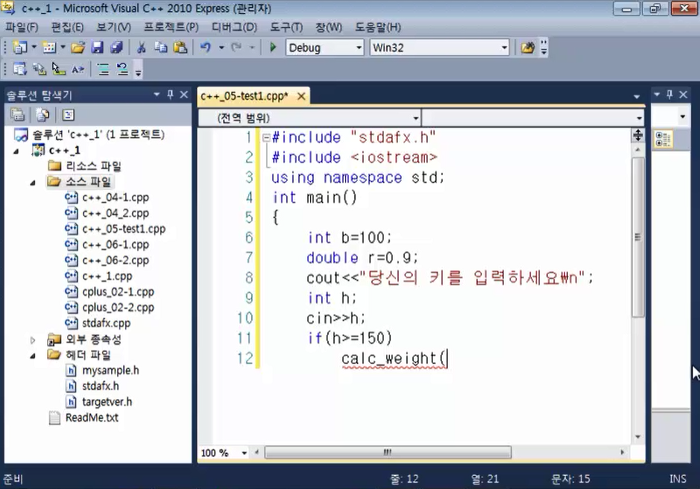 c++_1 - Microsoft Visual C++ 2010 Express (관리자)
파일(F) 편집(E) 보기(V) 프로젝트(P) 디버그(D) 도구(T) 창(W) 도움말(H)
Debug Win32
솔루션 탐색기
솔루션 'c++_1' (1 프로젝트)
c++_1
리소스 파일
소스 파일
c++_04-1.cpp
c++_04_2.cpp
c++_05-test1.cpp
c++_06-1.cpp
c++_06-2.cpp
c++_1.cpp
cplus_02-1.cpp
cplus_02-2.cpp
stdafx.cpp
외부 종속성
헤더 파일
mysample.h
stdafx.h
targetver.h
ReadMe.txt
c++_05-test1.cpp*
(전역 범위)
1 #include "stdafx.h"
2 #include <iostream>
3 using namespace std;
4 int main()
5 {
6 int b=100;
7 double r=0.9;
8 cout<<"당신의 키를 입력하세요₩n";
9 int h;
10 cin>>h;
11 if(h>=150)
12 calc_weight(
100 %
준비 줄: 12 열: 21 문자: 15 INS